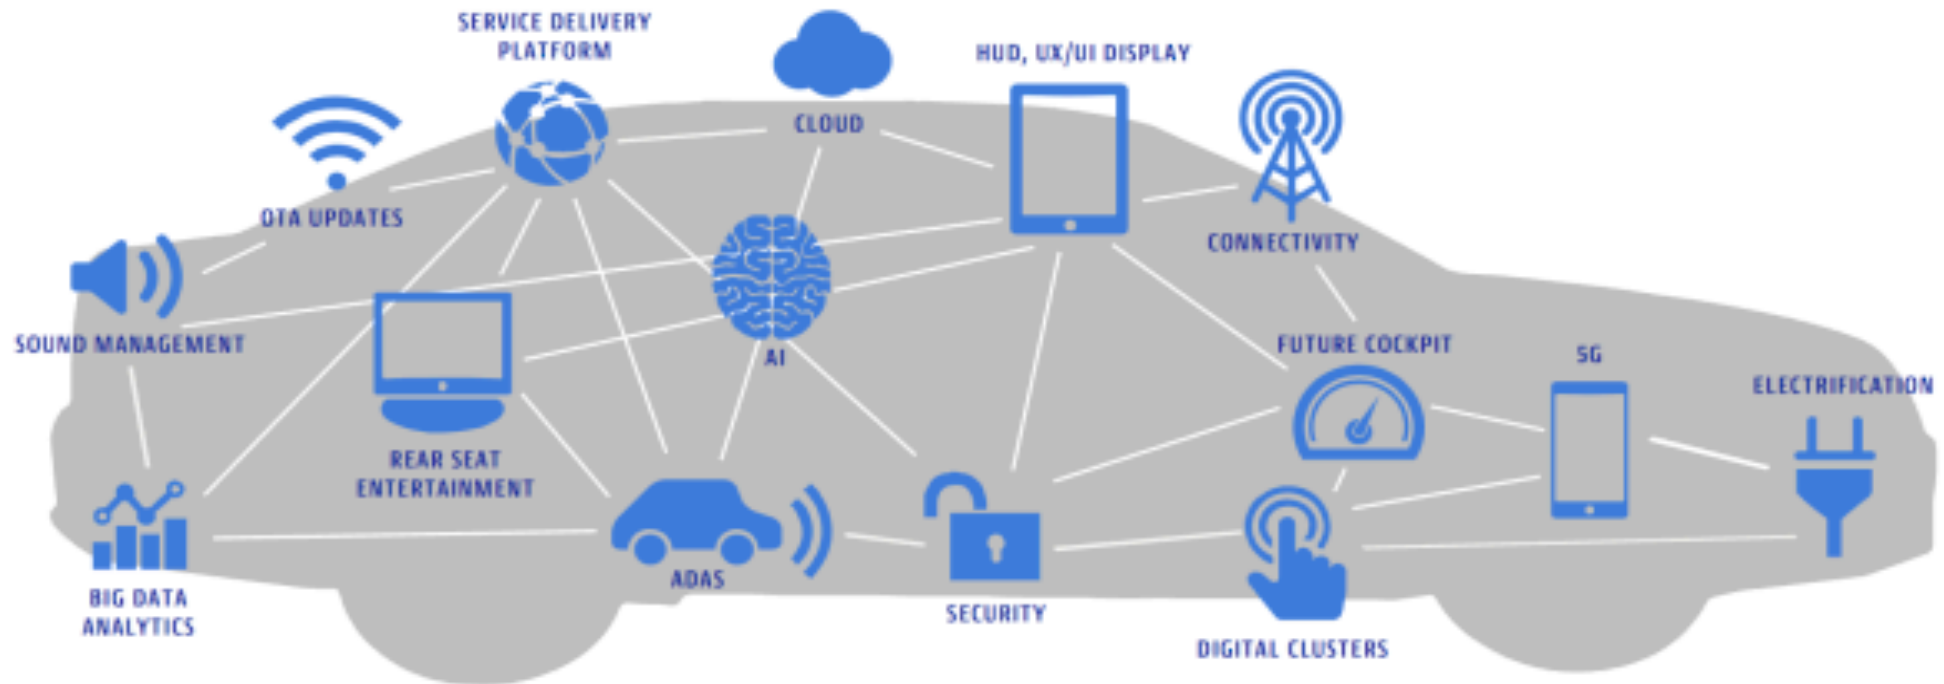 SERVICE DELIVERY
PLATFORM
HUD, UX/UI DISPLAY
CLOUD
OTA UPDATES
CONNECTIVITY
SOUND MANAGEMENT
AI
FUTURE COCKPIT
5G
ELECTRIFICATION
REAR SEAT
ENTERTAINMENT
ADAS
BIG DATA
ANALYTICS
SECURITY
DIGITAL CLUSTERS